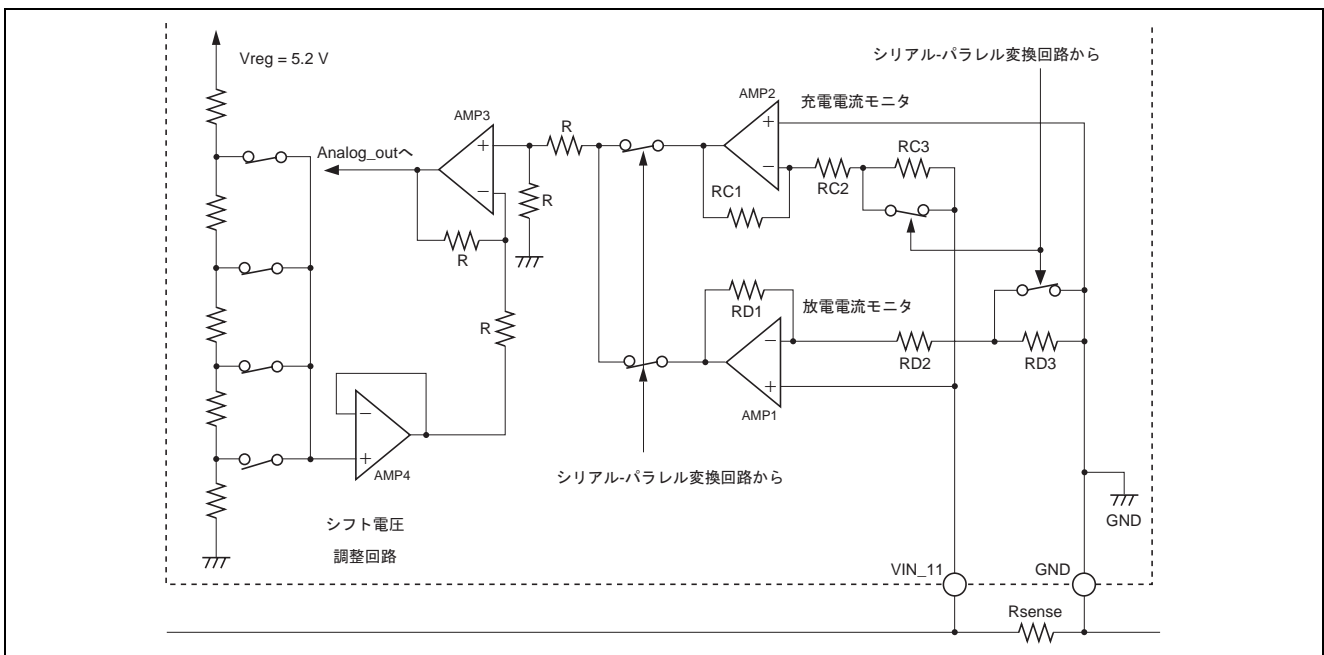 シリアル-パラレル変換回路から
Vreg = 5.2 V
AMP2
充電電流モニタ
AMP3
R
RC3
Analog_outへ
RC2
RC1
R
R
RD1
放電電流モニタ
R
RD2
RD3
AMP1
AMP4
シリアル-パラレル変換回路から
シフト電圧
調整回路
GND
VIN_11
GND
Rsense